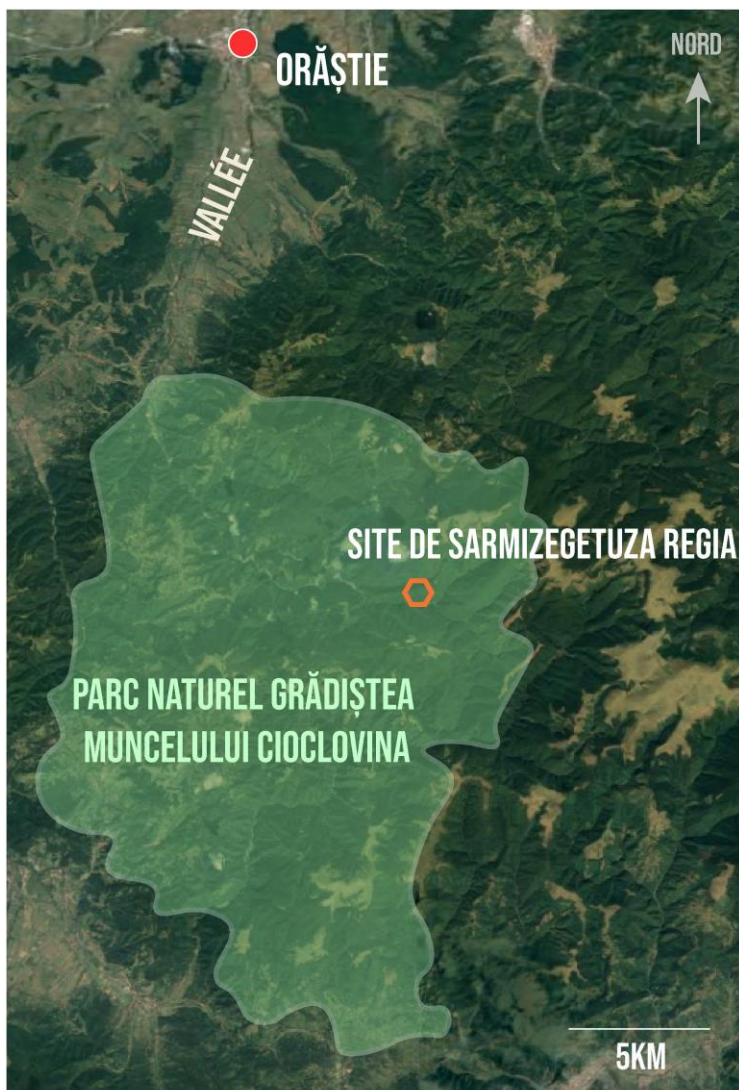 NORD
ORĂȘTIE
VALLÉE
SITE DE SARMIZEGETUZA REGIA
PARC NATUREL GRĂDIȘTEA
MUNCELULUI CIOCLOVINA
5KM